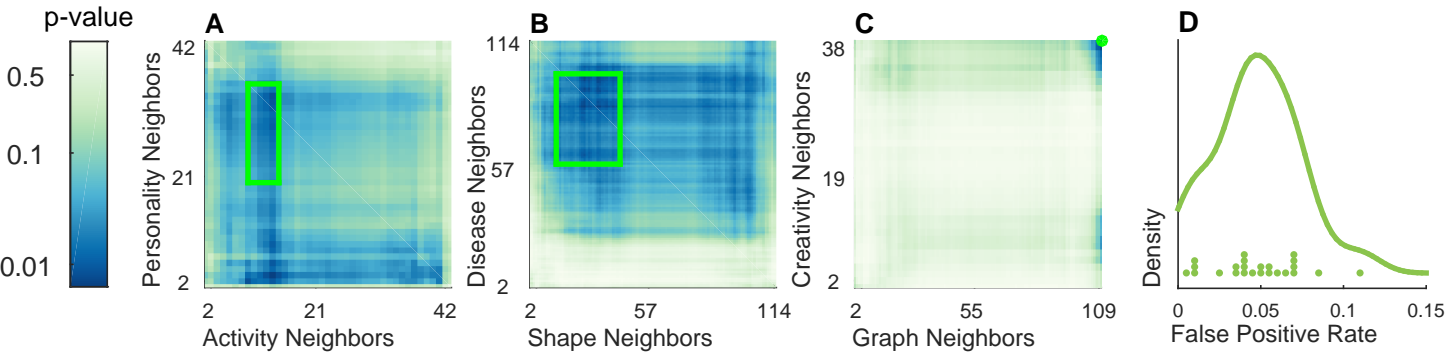 p-value
0.5
0.1
0.01
A
Personality Neighbors
42
21
2
2 21 42
Activity Neighbors
B
Disease Neighbors
114
57
2
2 57 114
Shape Neighbors
C
Creativity Neighbors
38
19
2
2 55 109
Graph Neighbors
D
Density
0 0.05 0.1 0.15
False Positive Rate